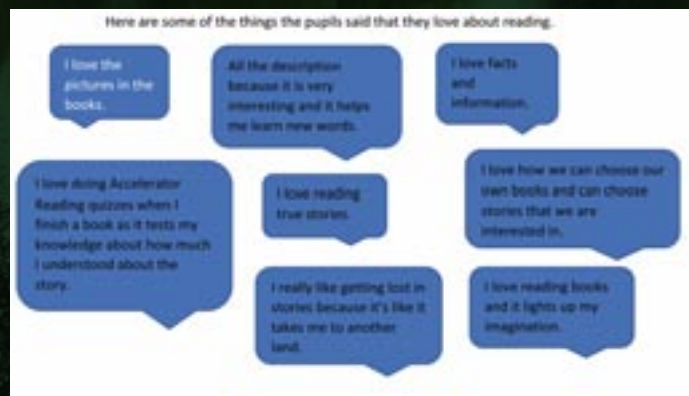 Here are some of the things the pupils said that they love about reading.
I love the
pictures in the
books.
All the description
because it is very
interesting and it helps
me learn new words.
I love facts
and
information.
I love doing Accelerator
Reading quizzes when I
finish a book as it tests my
knowledge about how much
I understood about the
story.
I love reading
true stories.
I love how we can choose our
own books and can choose
stories that we are
interested in.
I really like getting lost in
stories because it's like it
takes me to another
land.
I love reading books
and it lights up my
imagination.